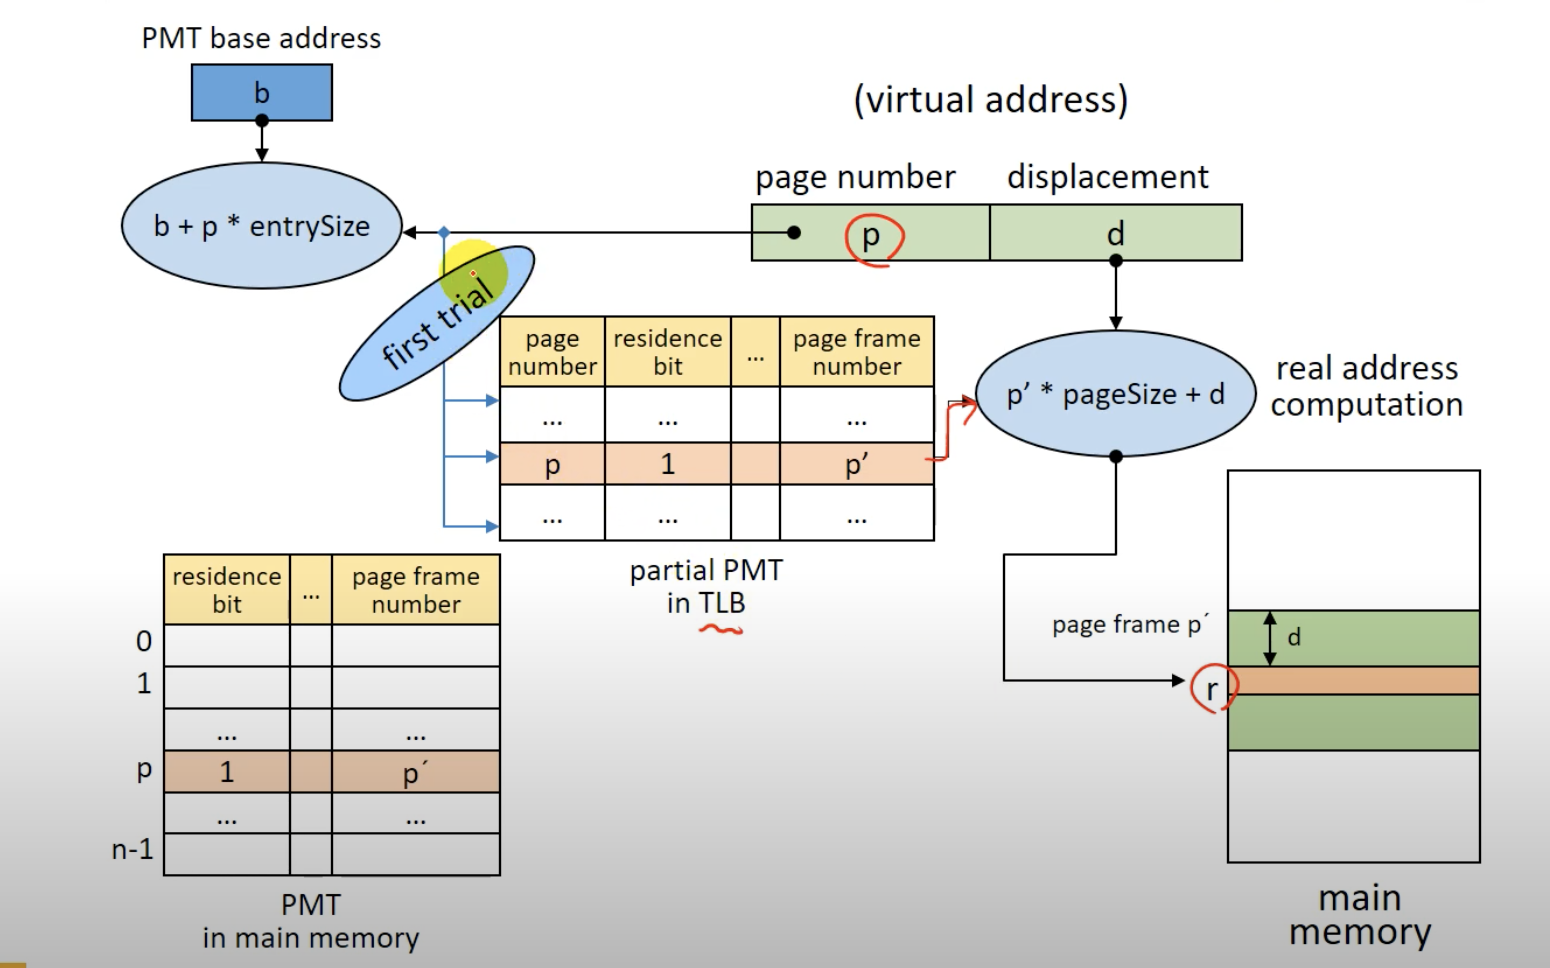 PMT base address
b
(virtual address)
page number displacement
b + p * entrySize
p d
first trial
page number residence bit ... page frame number
... ... ...
p 1 p’
... ... ...
partial PMT
in TLB
p’ * pageSize + d
real address
computation
residence bit ... page frame number
0
1
... ...
p 1 p´
... ...
n-1
PMT
in main memory
page frame p´
d
r
main
memory